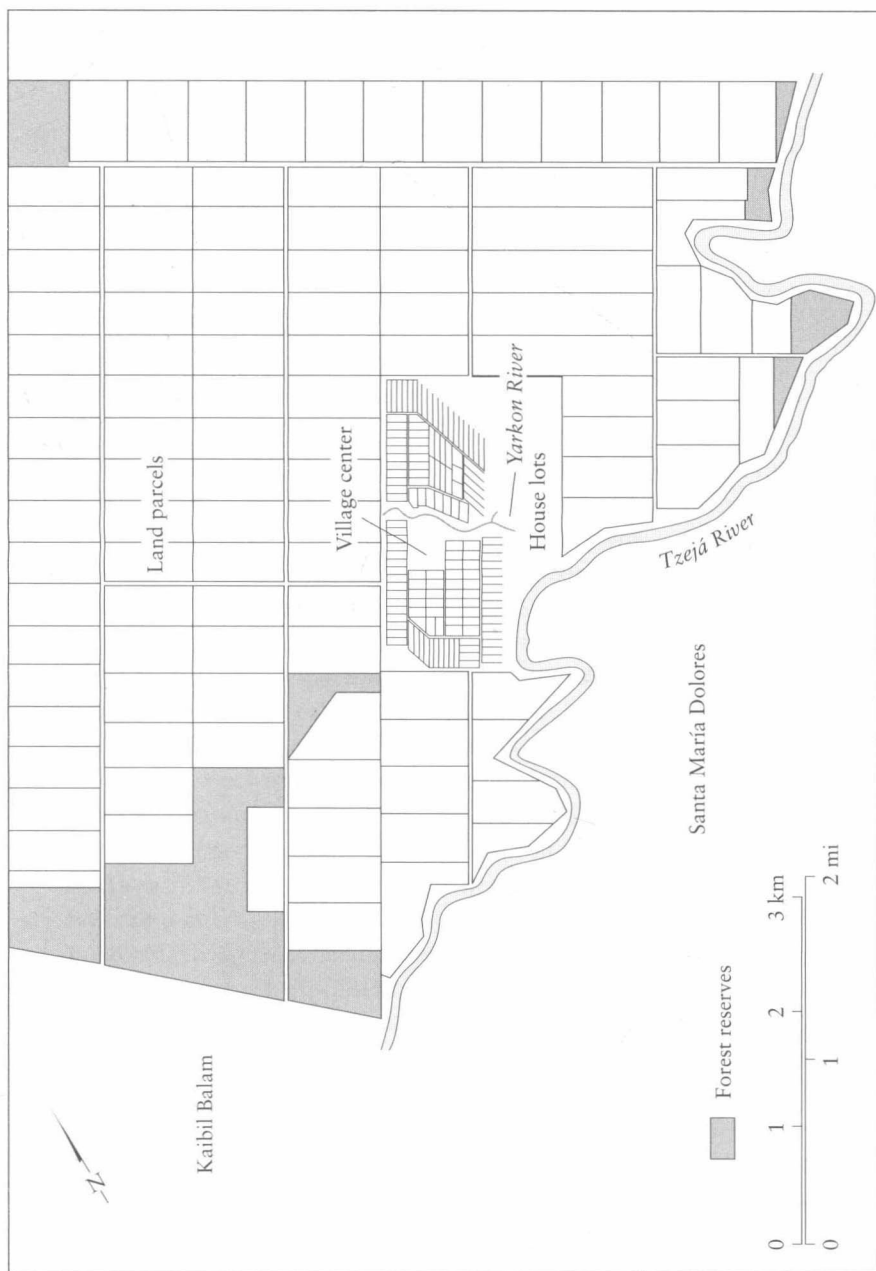 N
Kaibil Balam
Land parcels
Village center
Yarkon River
House lots
Tzejá River
Santa María Dolores
Forest reserves
0 1 2 3 km
0 1 2 mi